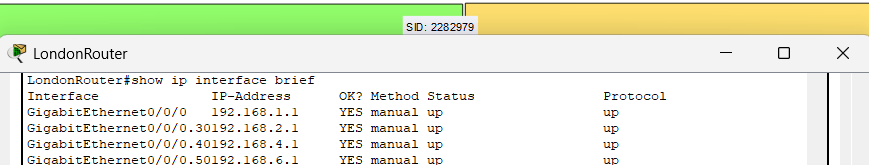 SID: 2282979
LondonRouter
LondonRouter#show ip interface brief
Interface IP-Address OK? Method Status Protocol
GigabitEthernet0/0/0 192.168.1.1 YES manual up up
GigabitEthernet0/0/0.30192.168.2.1 YES manual up up
GigabitEthernet0/0/0.40192.168.4.1 YES manual up up
GigabitEthernet0/0/0.50192.168.6.1 YES manual up up